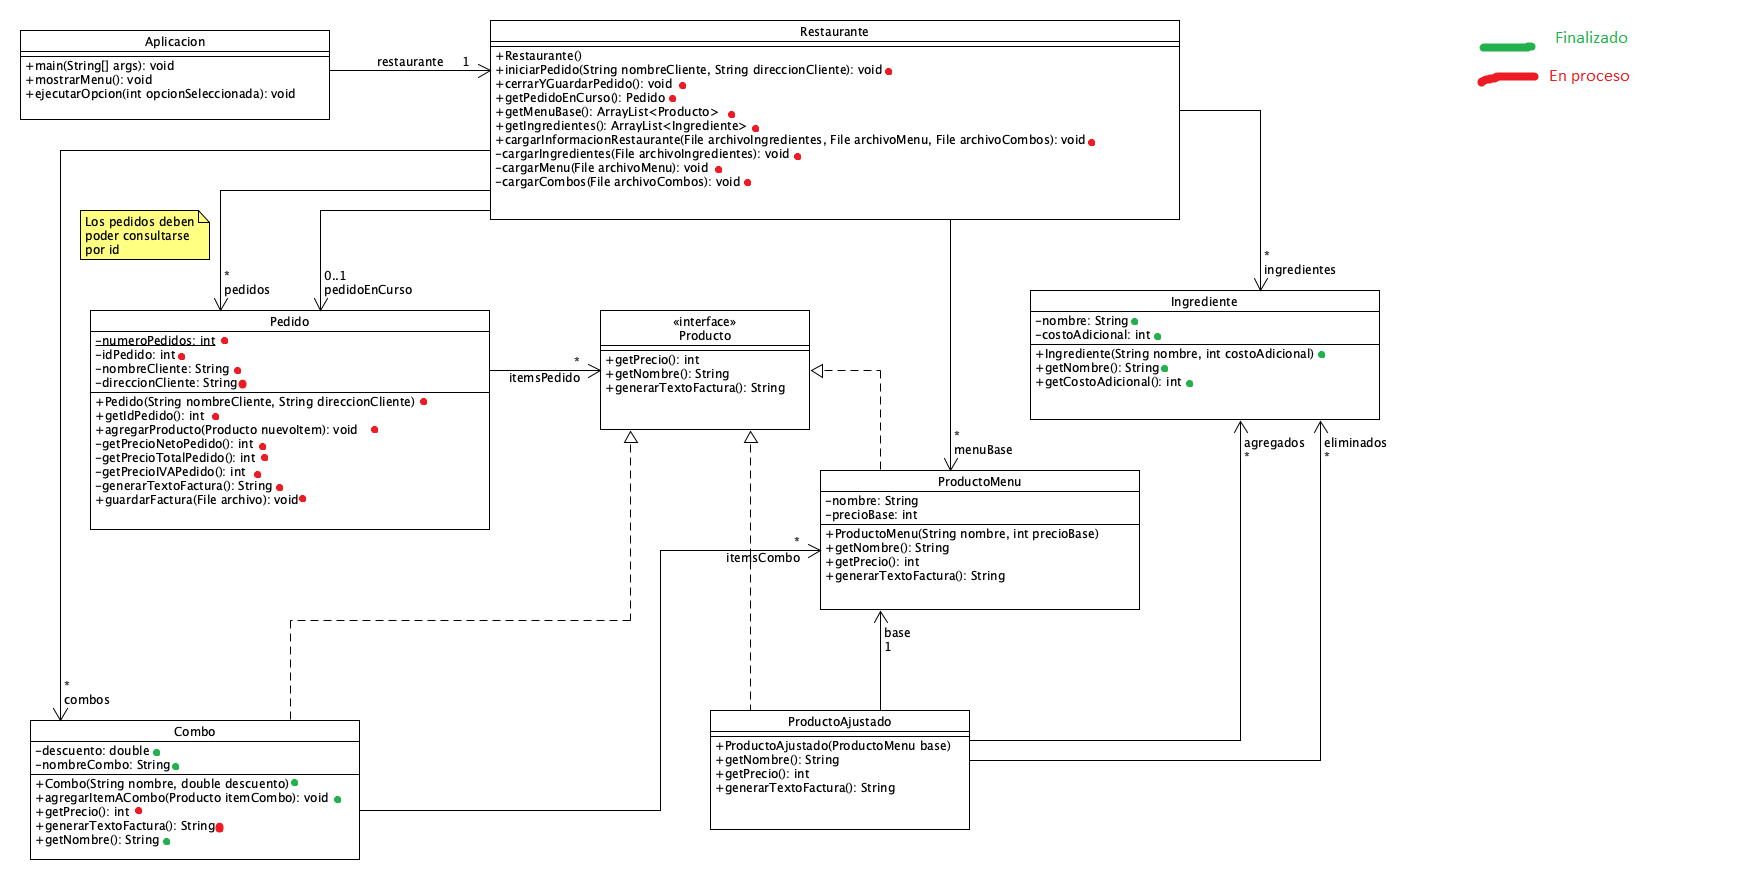 Aplicacion
+main(String[] args): void
+mostrarMenu(): void
+ejecutarOpcion(int opcionSeleccionada): void
restaurante 1
Restaurante
+Restaurante()
+iniciarPedido(String nombreCliente, String direccionCliente): void
+cerrarYGuardarPedido(): void
+getPedidoEnCurso(): Pedido
+getMenuBase(): ArrayList<Producto>
+getIngredientes(): ArrayList<Ingrediente>
+cargarInformacionRestaurante(File archivoIngredientes, File archivoMenu, File archivoCombos): void
-cargarIngredientes(File archivoIngredientes): void
-cargarMenu(File archivoMenu): void
-cargarCombos(File archivoCombos): void
Finalizado
En proceso
Los pedidos deben
poder consultarse
por id
*
pedidos
0..1
pedidoEnCurso
*
ingredientes
Pedido
-numeroPedidos: int
-idPedido: int
-nombreCliente: String
-direccionCliente: String
+Pedido(String nombreCliente, String direccionCliente)
+getIdPedido(): int
+agregarProducto(Producto nuevoItem): void
-getPrecioNetoPedido(): int
-getPrecioTotalPedido(): int
-getPrecioIVAPedido(): int
-generarTextoFactura(): String
+guardarFactura(File archivo): void
*
itemsPedido
«interface»
Producto
+getPrecio(): int
+getNombre(): String
+generarTextoFactura(): String
Ingrediente
-nombre: String
-costoAdicional: int
+Ingrediente(String nombre, int costoAdicional)
+getNombre(): String
+getCostoAdicional(): int
*
menuBase
agregados
*
eliminados
*
ProductoMenu
-nombre: String
-precioBase: int
+ProductoMenu(String nombre, int precioBase)
+getNombre(): String
+getPrecio(): int
+generarTextoFactura(): String
*
itemsCombo
base
1
*
combos
Combo
-descuento: double
-nombreCombo: String
+Combo(String nombre, double descuento)
+agregarItemACombo(Producto itemCombo): void
+getPrecio(): int
+generarTextoFactura(): String
+getNombre(): String
ProductoAjustado
+ProductoAjustado(ProductoMenu base)
+getNombre(): String
+getPrecio(): int
+generarTextoFactura(): String